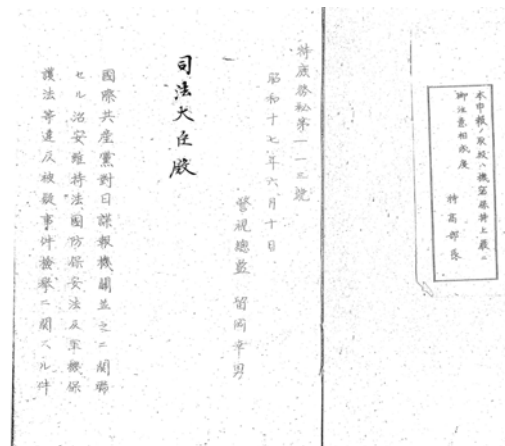 本申報ノ取扱ハ機密保持上厳ニ
御注意相成度
特高部長
特庶發秘第一一三號
昭和十七年六月十日
警視總監 留岡幸男
司法大臣殿
國際共産黨對日諜報機關並之ニ關聯
セル治安維持法國防保安法及軍機保
護法等違反被疑事件檢擧ニ關スル件